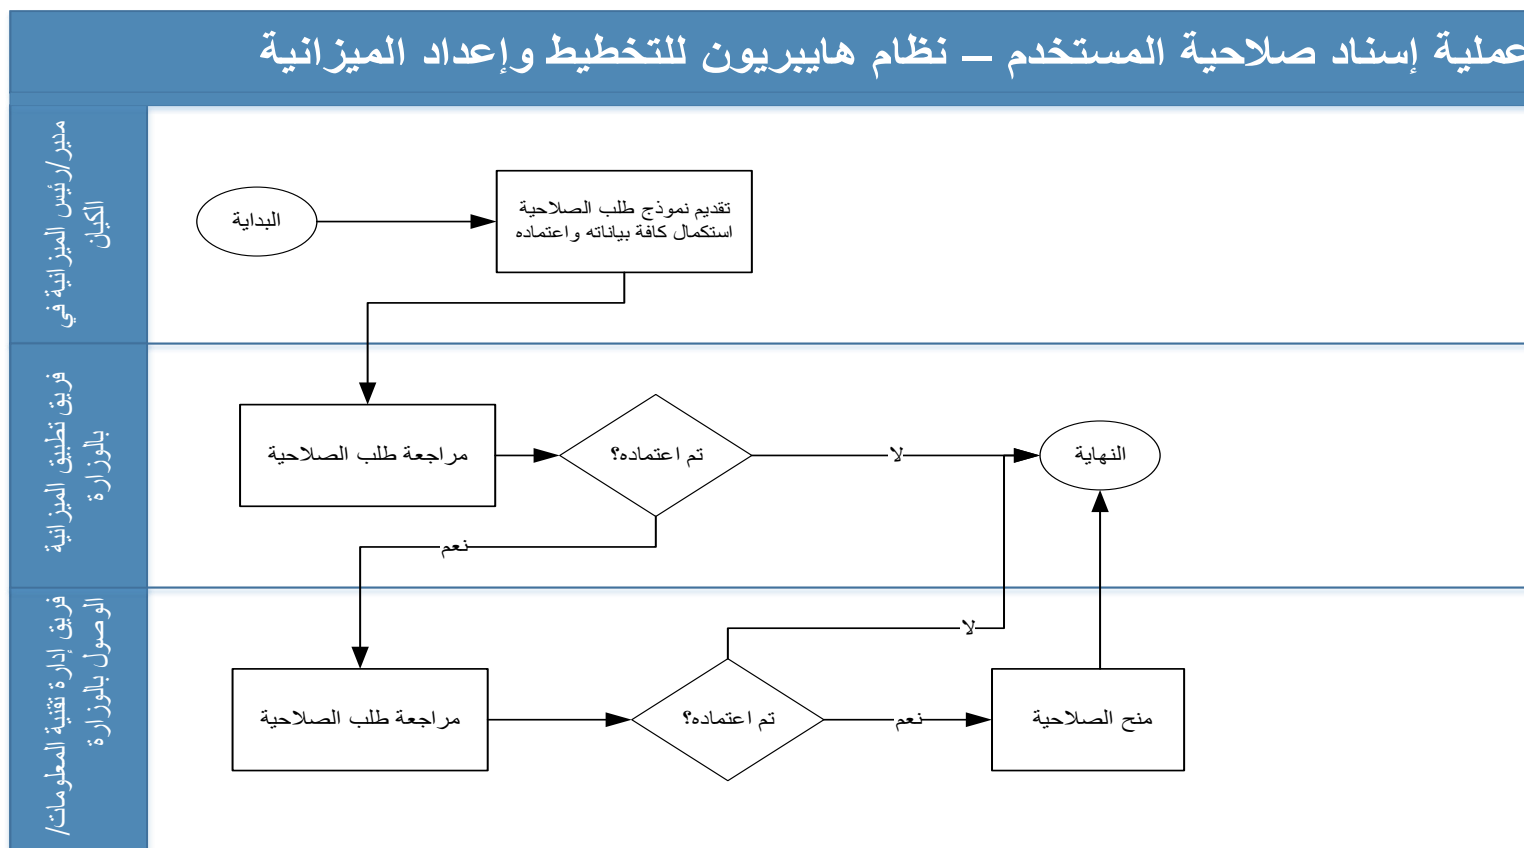 عملية إسناد صلاحية المستخدم – نظام هايبريون للتخطيط وإعداد الميزانية
مدير/رئيس الميزانية في
الكيان
البداية
تقديم نموذج طلب الصلاحية
استكمال كافة بياناته واعتماده
فريق تطبيق الميزانية
بالوزارة
مراجعة طلب الصلاحية
تم اعتماده؟
لا
النهاية
نعم
فريق إدارة تقنية المعلومات/
الوصول بالوزارة
مراجعة طلب الصلاحية
تم اعتماده؟
لا
نعم
منح الصلاحية